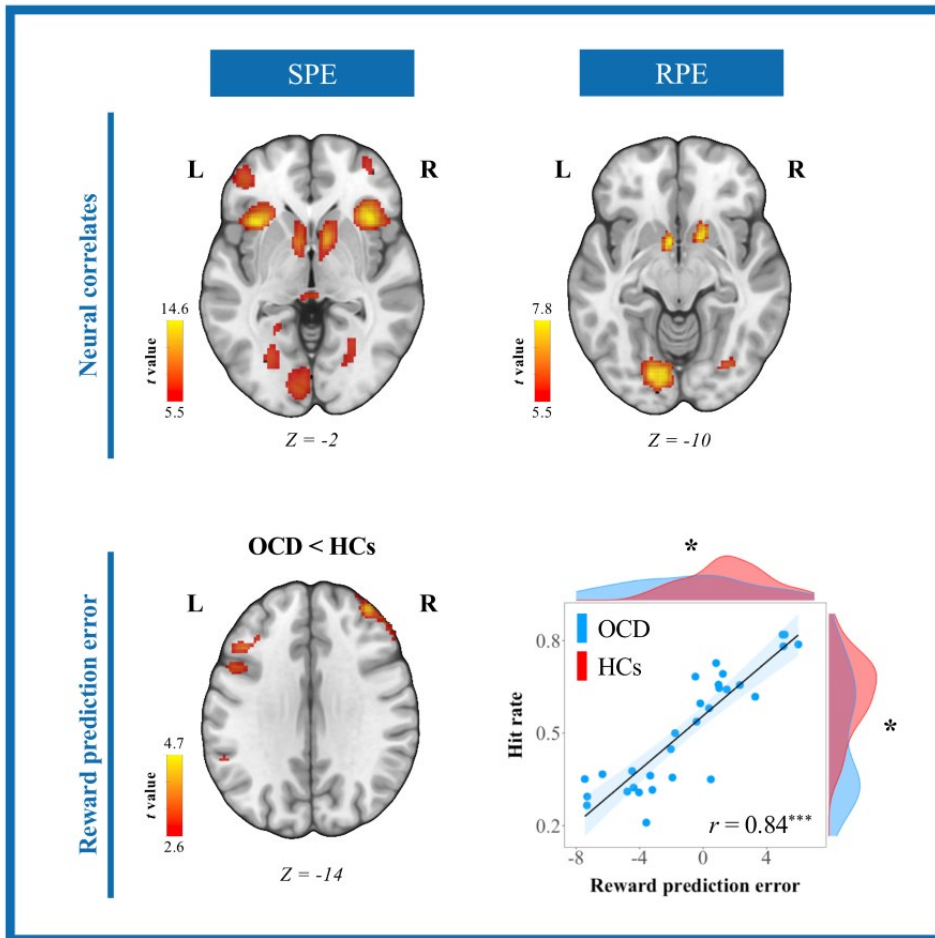 SPE
RPE
Neural correlates
L
R
L
R
14.6
t value
5.5
Z = -2
7.8
t value
5.5
Z = -10
Reward prediction error
OCD < HCs
L
R
4.7
t value
2.6
Z = -14
*
OCD
HCs
*
Hit rate
0.8
0.5
0.2
r = 0.84***
-8
-4
0
4
Reward prediction error